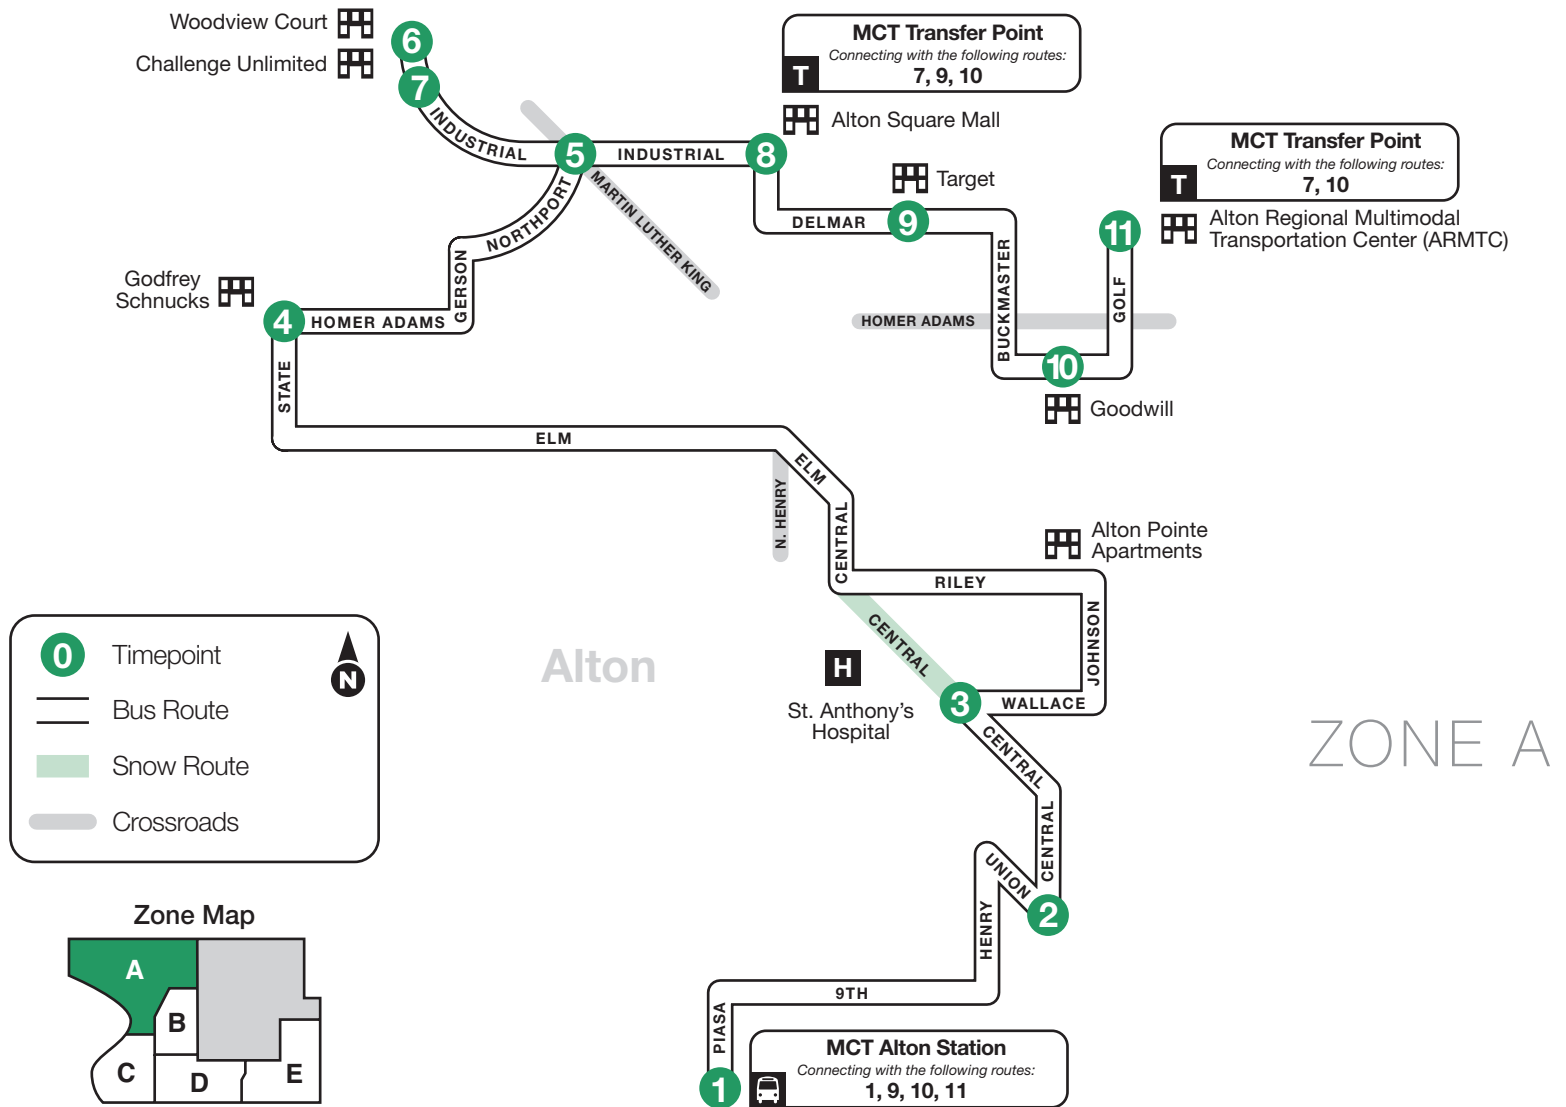 Woodview Court
Challenge Unlimited
6
7
INDUSTRIAL
5
INDUSTRIAL
8
MCT Transfer Point
Connecting with the following routes:
T
7, 9, 10
Alton Square Mall
MCT Transfer Point
Connecting with the following routes:
T
7, 10
Alton Regional Multimodal
Transportation Center (ARMTC)
Target
DELMAR
9
11
MARTIN LUTHER KING
NORTHPORT
GERSON
Godfrey
Schnucks
4
HOMER ADAMS
BUCKMASTER
GOLF
HOMER ADAMS
10
Goodwill
STATE
ELM
ELM
N. HENRY
CENTRAL
Alton Pointe
Apartments
RILEY
JOHNSON
CENTRAL
Alton
H
St. Anthony's
Hospital
3
WALLACE
CENTRAL
ZONE A
CENTRAL
UNION
2
HENRY
9TH
PIASA
1
MCT Alton Station
Connecting with the following routes:
1, 9, 10, 11
0
Timepoint
N
Bus Route
Snow Route
Crossroads
Zone Map
A
B
C
D
E